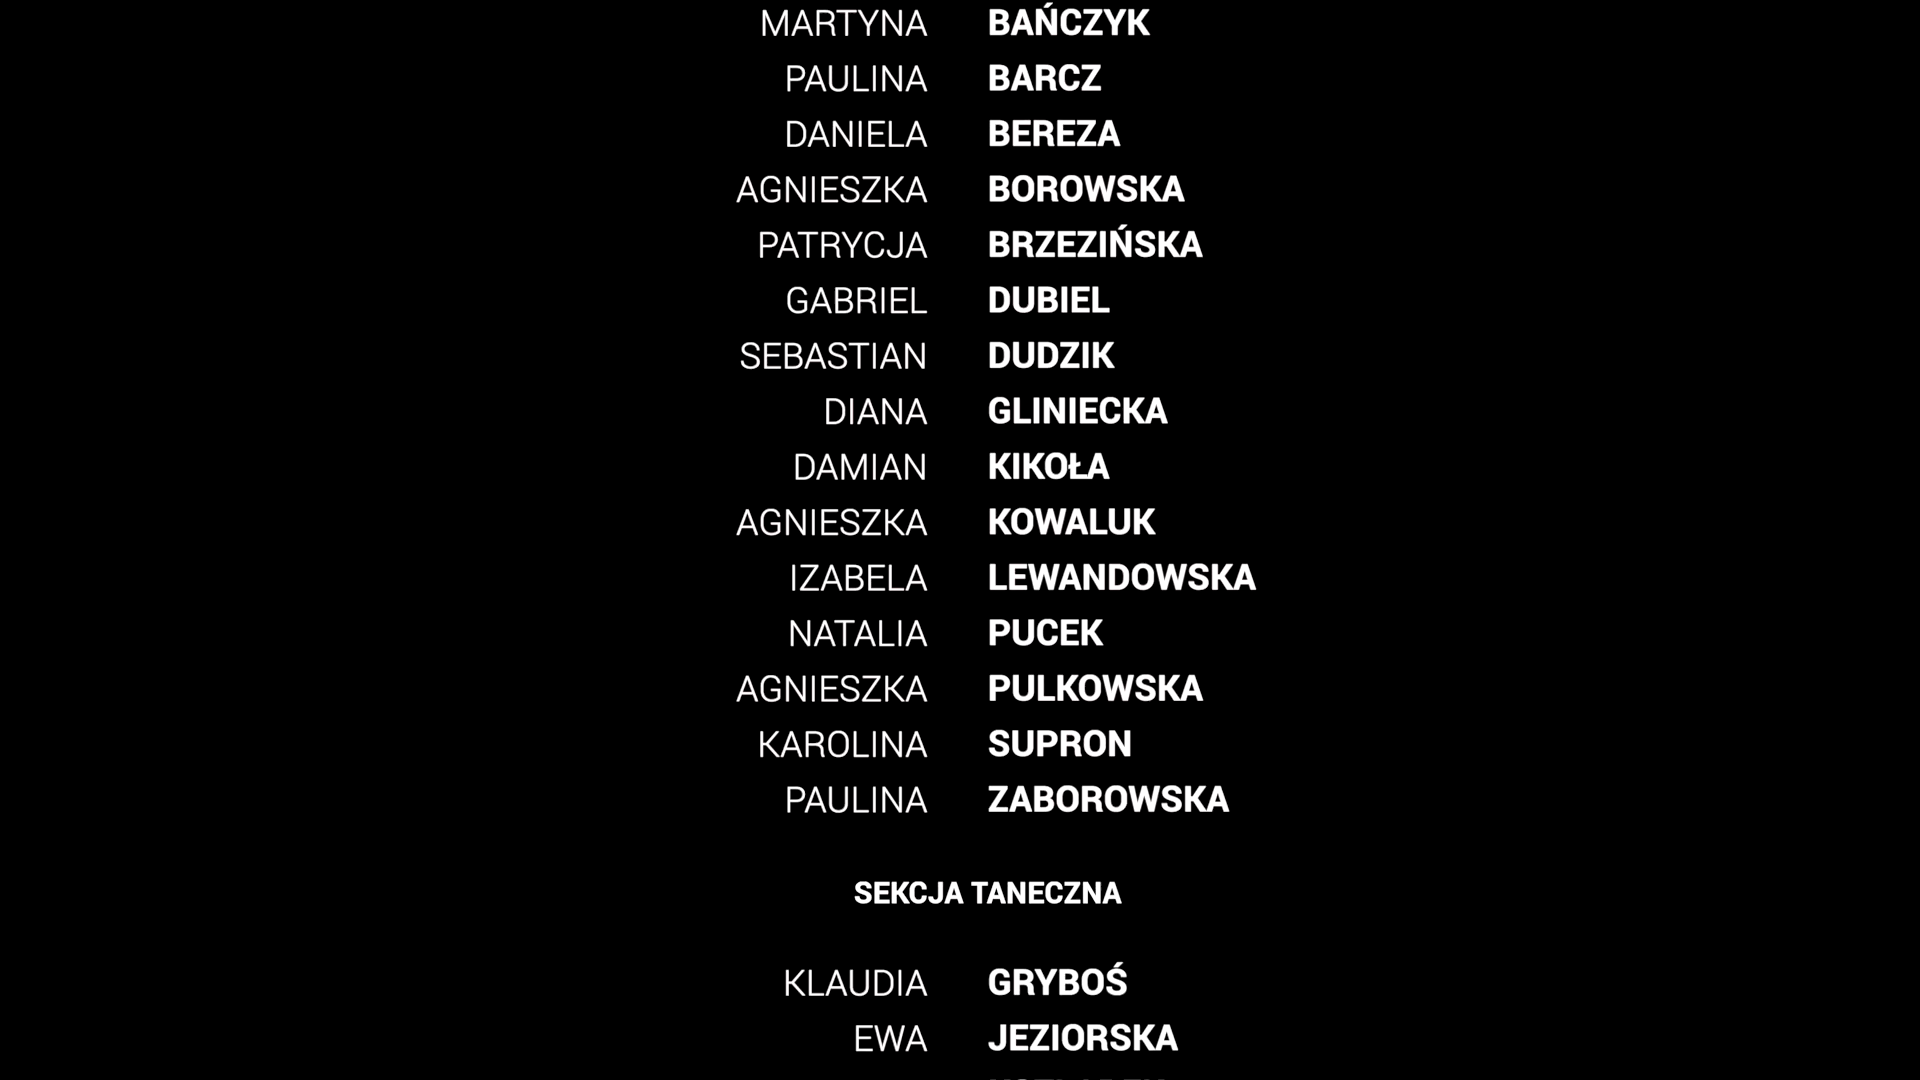 MARTYNA BAŃCZYK
PAULINA BARCZ
DANIELA BEREZA
AGNIESZKA BOROWSKA
PATRYCJA BRZEZIŃSKA
GABRIEL DUBIEL
SEBASTIAN DUDZIK
DIANA GLINIECKA
DAMIAN KIKOŁA
AGNIESZKA KOWALUK
IZABELA LEWANDOWSKA
NATALIA PUCEK
AGNIESZKA PULKOWSKA
KAROLINA SUPRON
PAULINA ZABOROWSKA
SEKCJA TANECZNA
KLAUDIA GRYBOŚ
EWA JEZIORSKA